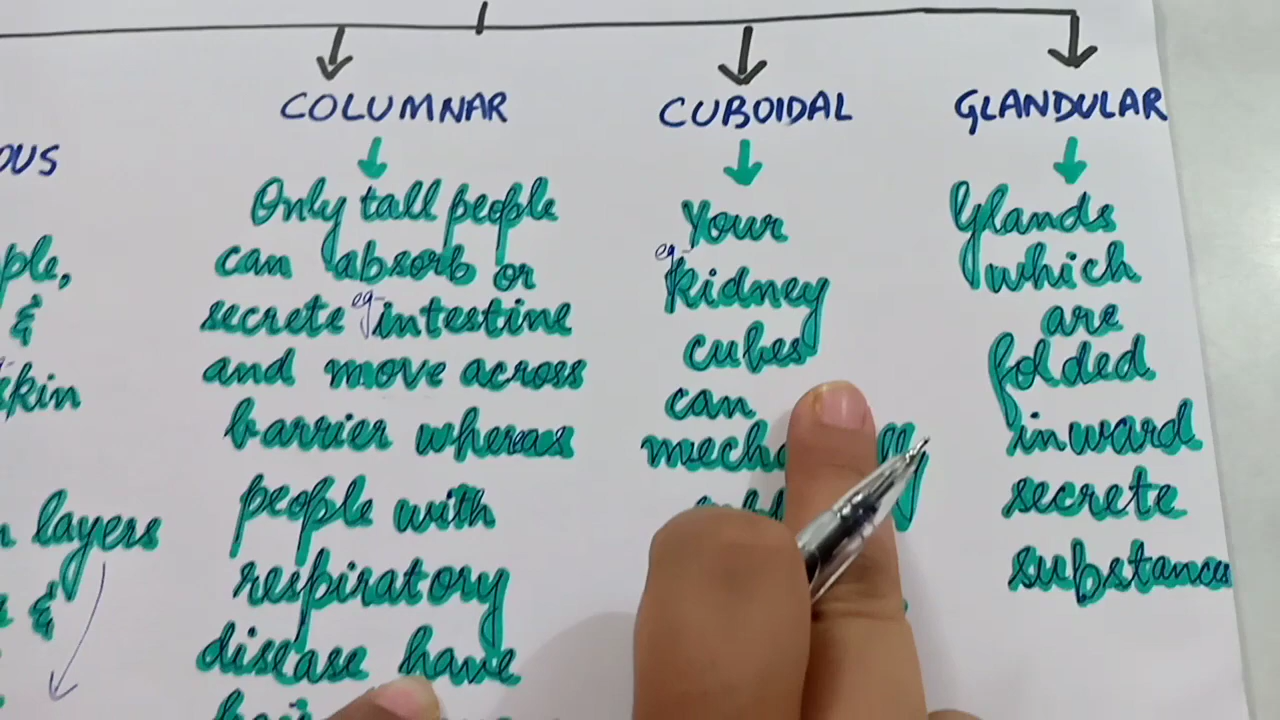 OUS
ple,
&
skin
layers
&
COLUMNAR
Only tall people
can absorb or
secrete eg- intestine
and move across
barrier whereas
people with
respiratory
disease have
CUBOIDAL
Your
eg- kidney
cubes
can
GLANDULAR
Glands
which
are
folded
inward
secrete
substances